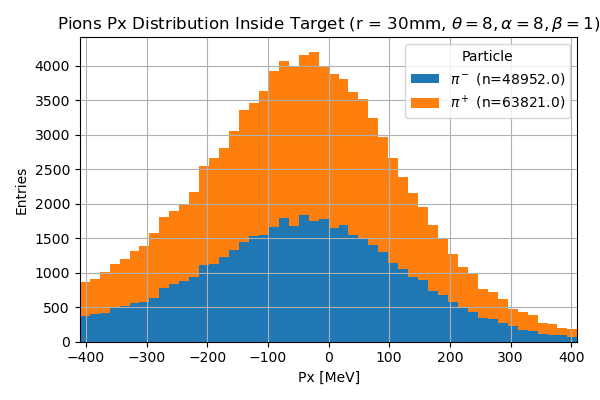 Pions Px Distribution Inside Target (r = 30mm, θ = 8, α = 8, β = 1)
Particle
π⁻ (n=48952.0)
π⁺ (n=63821.0)
Entries
4000
3500
3000
2500
2000
1500
1000
500
0
−400 −300 −200 −100 0 100 200 300 400
Px [MeV]